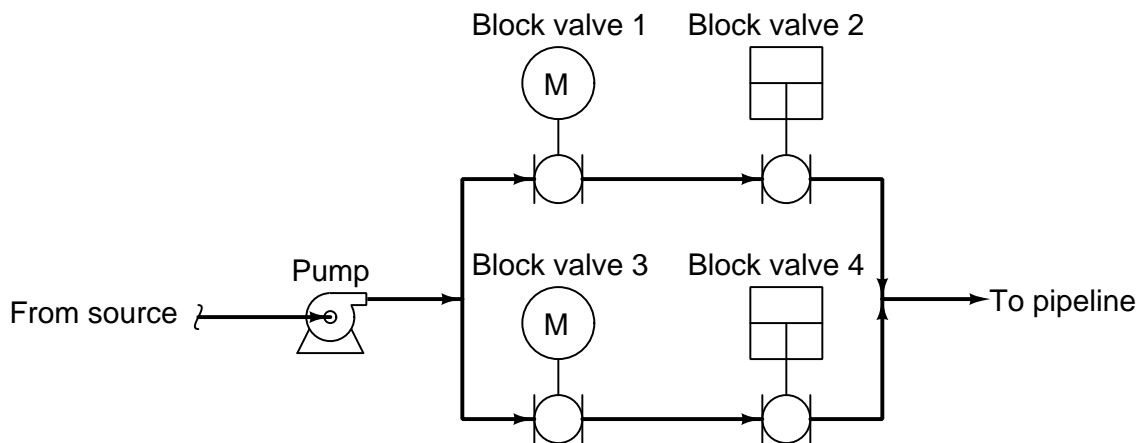 Block valve 1
Block valve 2
M
Block valve 3
Block valve 4
Pump
From source
M
To pipeline